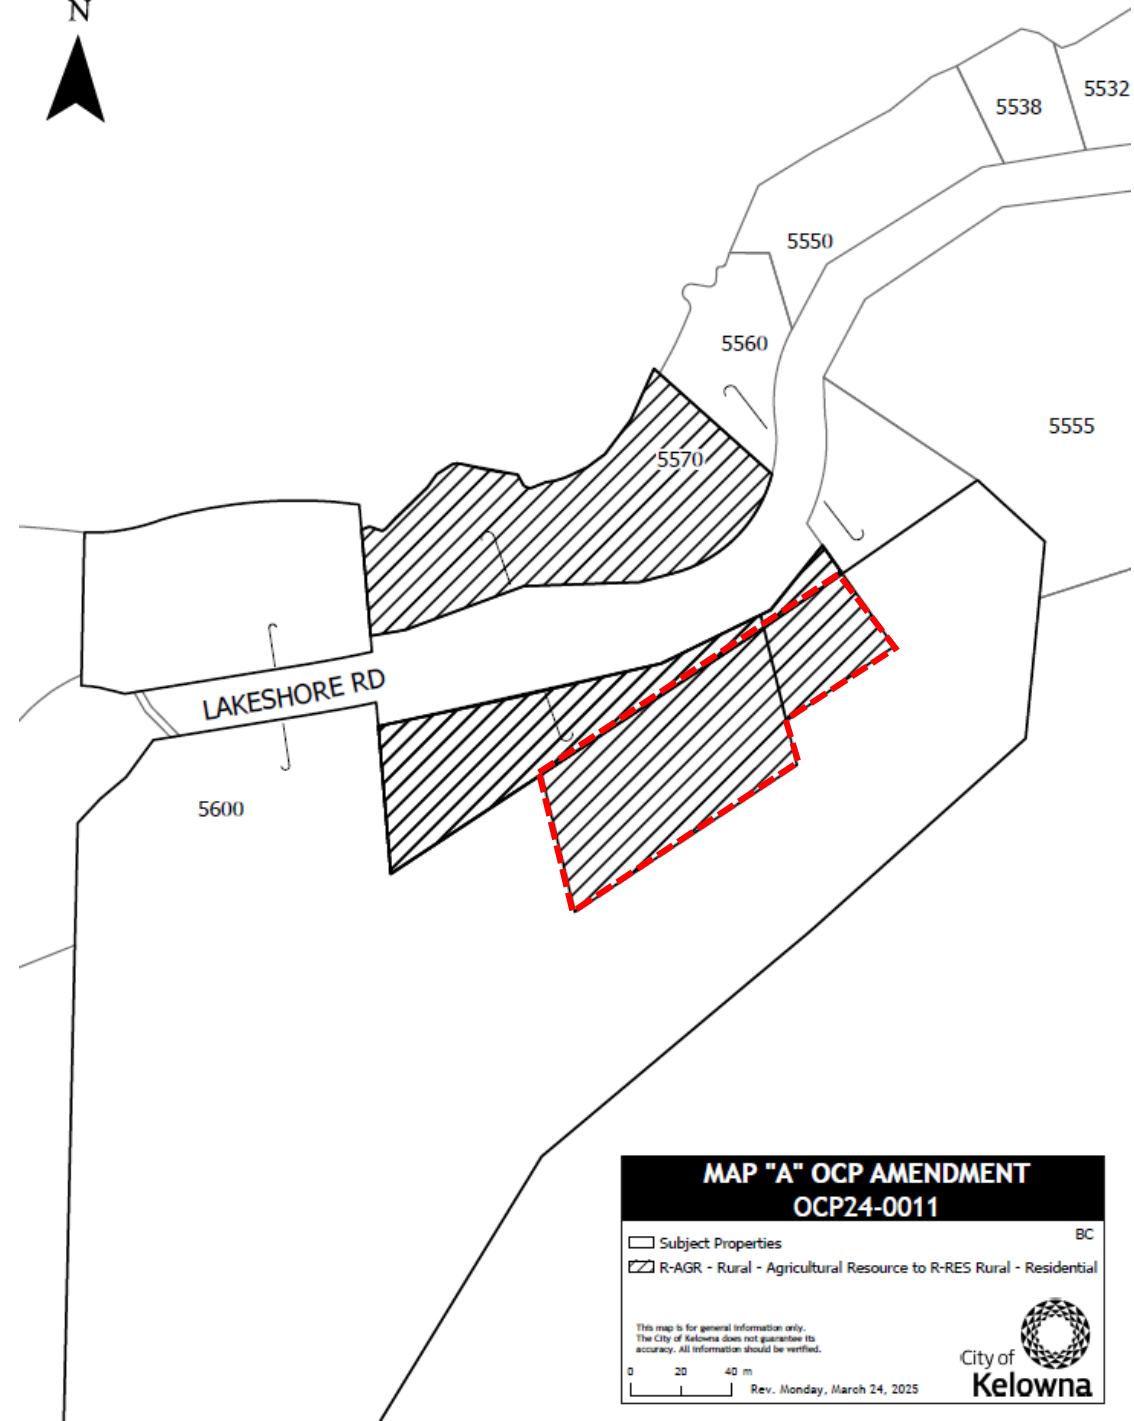 N
5532
5538
5550
5560
5555
5570
LAKESHORE RD
5600
MAP "A" OCP AMENDMENT
OCP24-0011
BC
Subject Properties
R-AGR - Rural - Agricultural Resource to R-RES Rural - Residential
This map is for general information only.
The City of Kelowna does not guarantee its
accuracy. All information should be verified.
0 20 40 m
Rev. Monday, March 24, 2025
City of
Kelowna